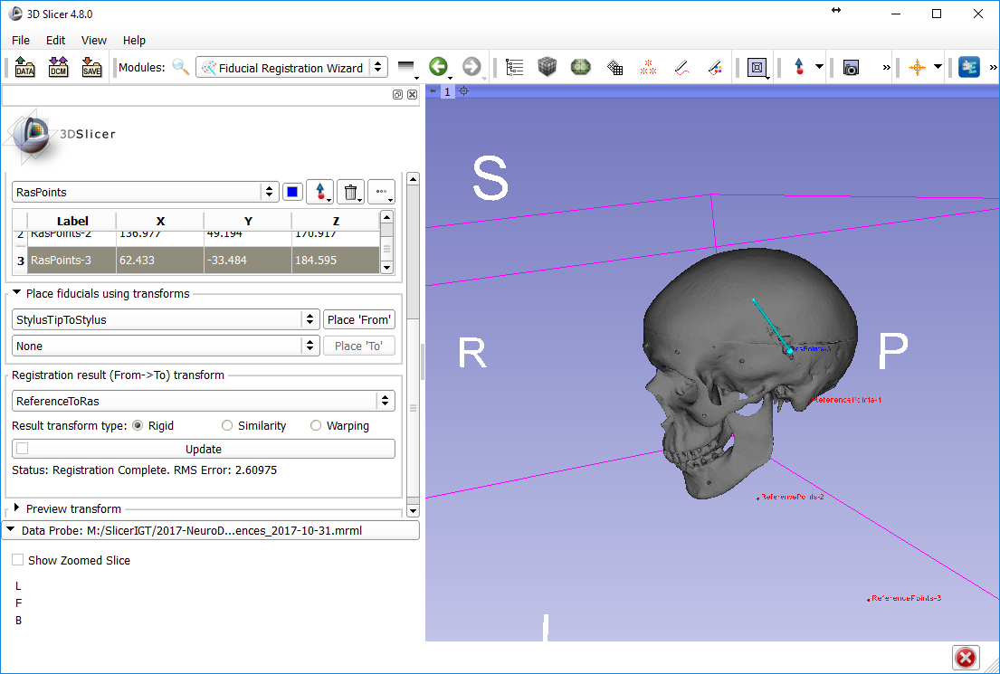 3D Slicer 4.8.0
File Edit View Help
DATA DCM SAVE Modules: Fiducial Registration Wizard
1
3DSlicer
RasPoints
Label X Y Z
2 RasPoints-2 136.977 49.194 170.917
3 RasPoints-3 62.433 -33.484 184.595
Place fiducials using transforms
StylusTipToStylus Place 'From'
None Place 'To'
Registration result (From->To) transform
ReferenceToRas
Result transform type: Rigid Similarity Warping
Update
Status: Registration Complete. RMS Error: 2.60975
Preview transform
Data Probe: M:/SlicerIGT/2017-NeuroD...ences_2017-10-31.mrml
Show Zoomed Slice
L
F
B
S
R
P
I
RasPoints-3
ReferencePoints-1
ReferencePoints-2
ReferencePoints-3